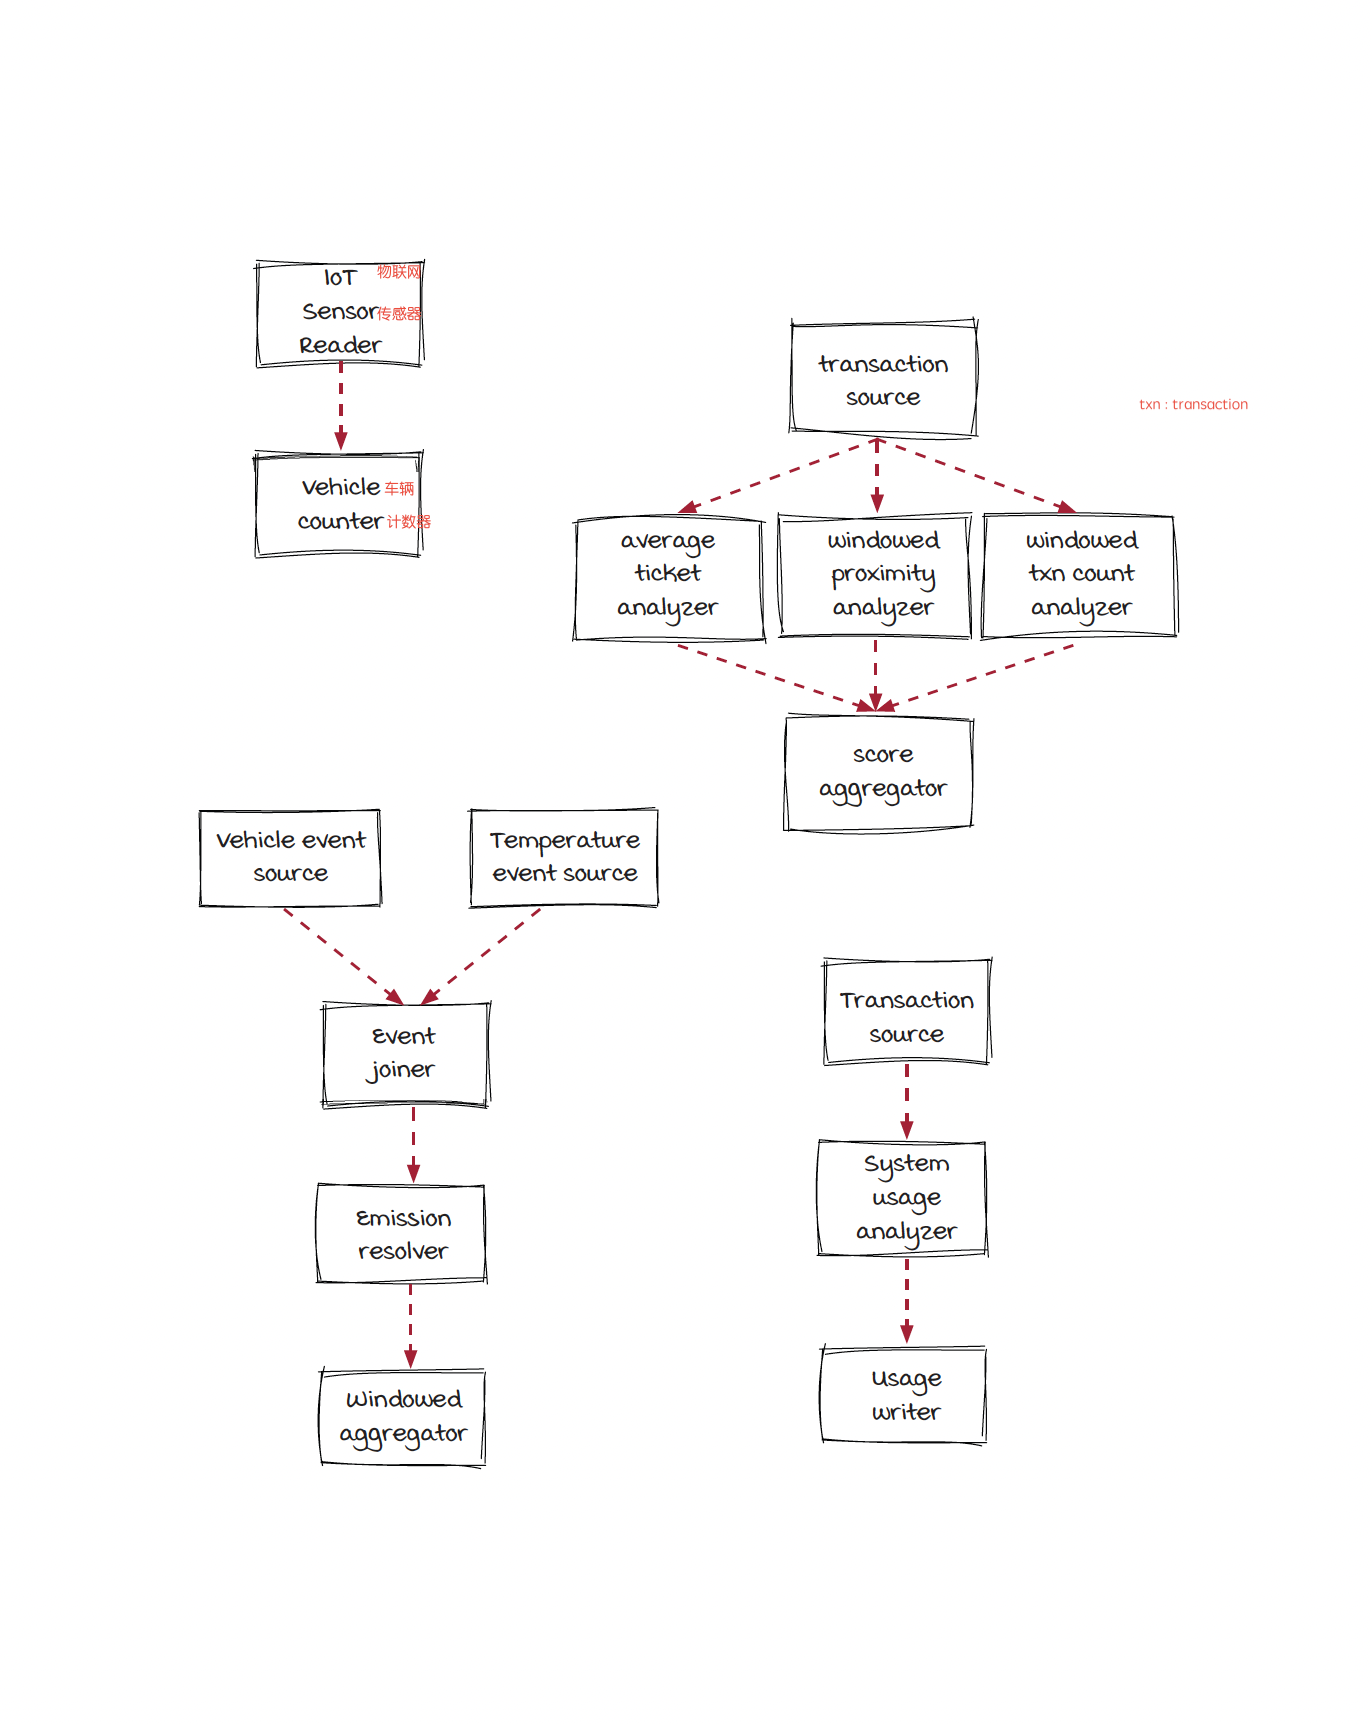 IoT 物联网
Sensor 传感器
Reader
Vehicle 车辆
counter 计数器
transaction
source
txn : transaction
average
ticket
analyzer
windowed
proximity
analyzer
windowed
txn count
analyzer
score
aggregator
Vehicle event
source
Temperature
event source
Event
joiner
Emission
resolver
Windowed
aggregator
Transaction
source
System
usage
analyzer
Usage
writer